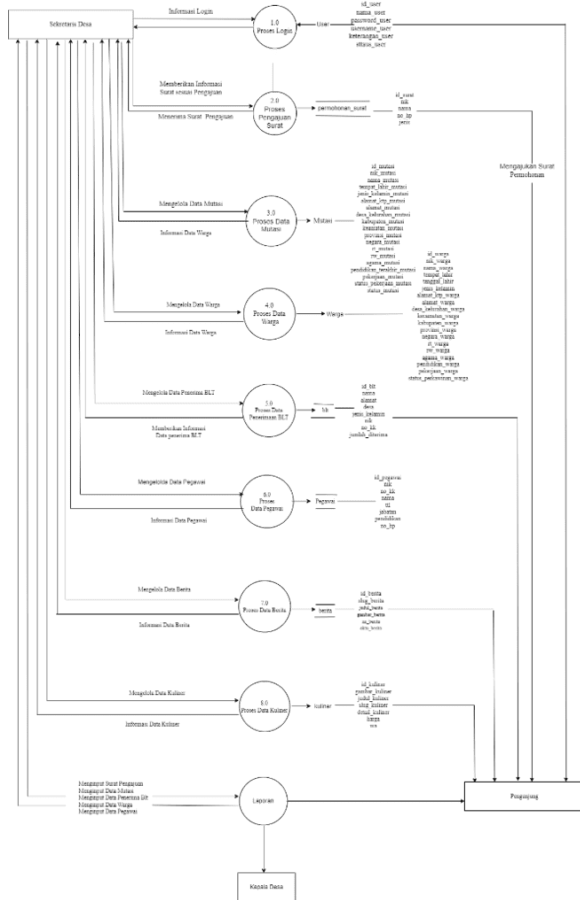 Sekretaris Desa
Informasi Login
1.0
Proses Login
User
id_user
nama_user
password_user
username_user
keterangan_user
status_user
Memberikan Informasi
Surat sesuai Pengajuan
Menerima Surat Pengajuan
2.0
Proses
Pengajuan
Surat
permohonan_surat
id_surat
nik
nama
no_hp
jenis
Mengajukan Surat
Permohonan
Mengelola Data Mutasi
Informasi Data Warga
3.0
Proses Data
Mutasi
Mutasi
id_mutasi
nik_mutasi
nama_mutasi
tempat_lahir_mutasi
jenis_kelamin_mutasi
alamat_ktp_mutasi
alamat_mutasi
desa_kelurahan_mutasi
kabupaten_mutasi
kecamatan_mutasi
provinsi_mutasi
negara_mutasi
rt_mutasi
rw_mutasi
agama_mutasi
pendidikan_terakhir_mutasi
pekerjaan_mutasi
status_perkawinan_mutasi
status_mutasi
Mengelola Data Warga
Informasi Data Warga
4.0
Proses Data
Warga
Warga
id_warga
nik_warga
nama_warga
tempat_lahir
tanggal_lahir
jenis_kelamin
alamat_ktp_warga
alamat_warga
desa_kelurahan_warga
kecamatan_warga
kabupaten_warga
provinsi_warga
negara_warga
rt_warga
rw_warga
agama_warga
pendidikan_warga
pekerjaan_warga
status_perkawinan_warga
Mengelola Data Penerima BLT
Memberikan Informasi
Data penerima BLT
5.0
Proses Data
Penerimaan BLT
blt
id_blt
nama
alamat
desa
jenis_kelamin
nik
no_kk
jumlah_diterima
Mengelola Data Pegawai
Informasi Data Pegawai
6.0
Proses
Data Pegawai
Pegawai
id_pegawai
nik
no_kk
nama
ttl
jabatan
pendidikan
no_hp
Mengelola Data Berita
Informasi Data Berita
7.0
Proses Data Berita
berita
id_berita
slug_berita
judul_berita
gambar_berita
Mengelola Data Kuliner
Informasi Data Kuliner
8.0
Proses Data Kuliner
kuliner
id_kuliner
gambar_kuliner
judul_kuliner
slug_kuliner
detail_kuliner
harga
Menginput Surat Pengajuan
Menginput Data Mutasi
Menginput Data Penerima Blt
Menginput Data Warga
Menginput Data Pegawai
Laporan
Pengunjung
Kepala Desa